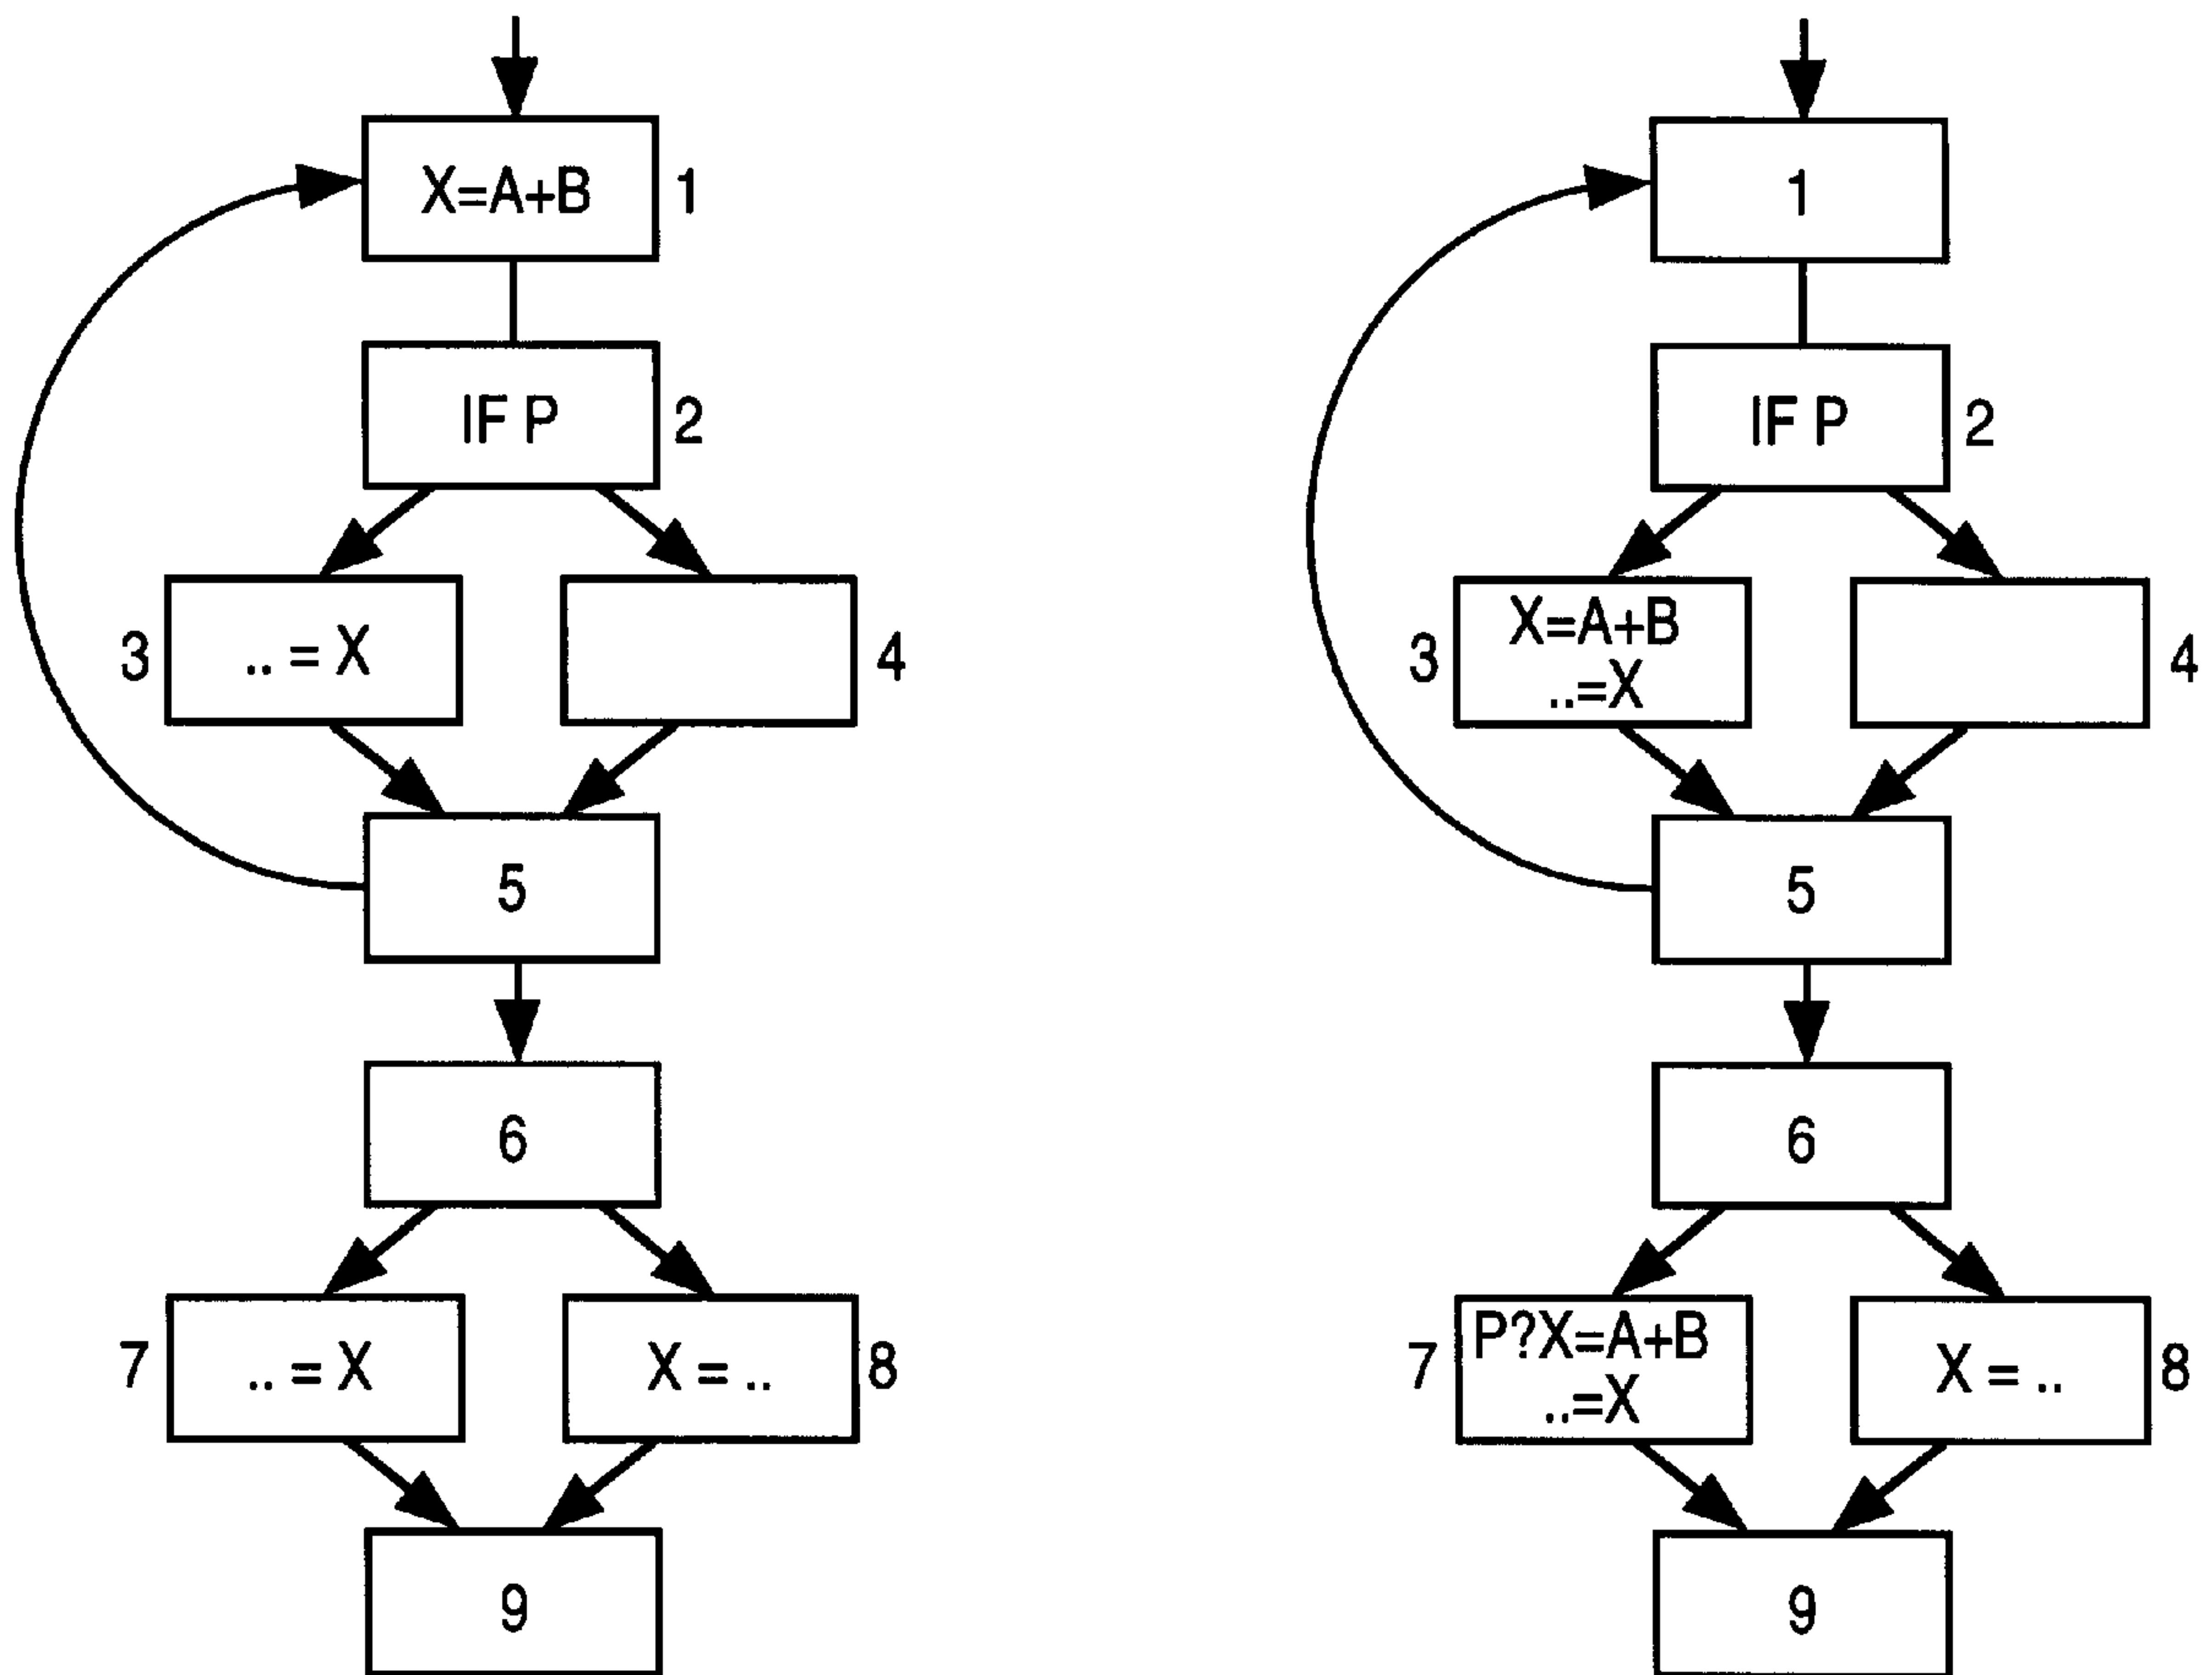 X=A+B
1
IF P
2
3
.. = X
4
5
6
7
.. = X
X = ..
8
9
1
IF P
2
3
X=A+B
..=X
4
5
6
7
P?X=A+B
..=X
X = ..
8
9